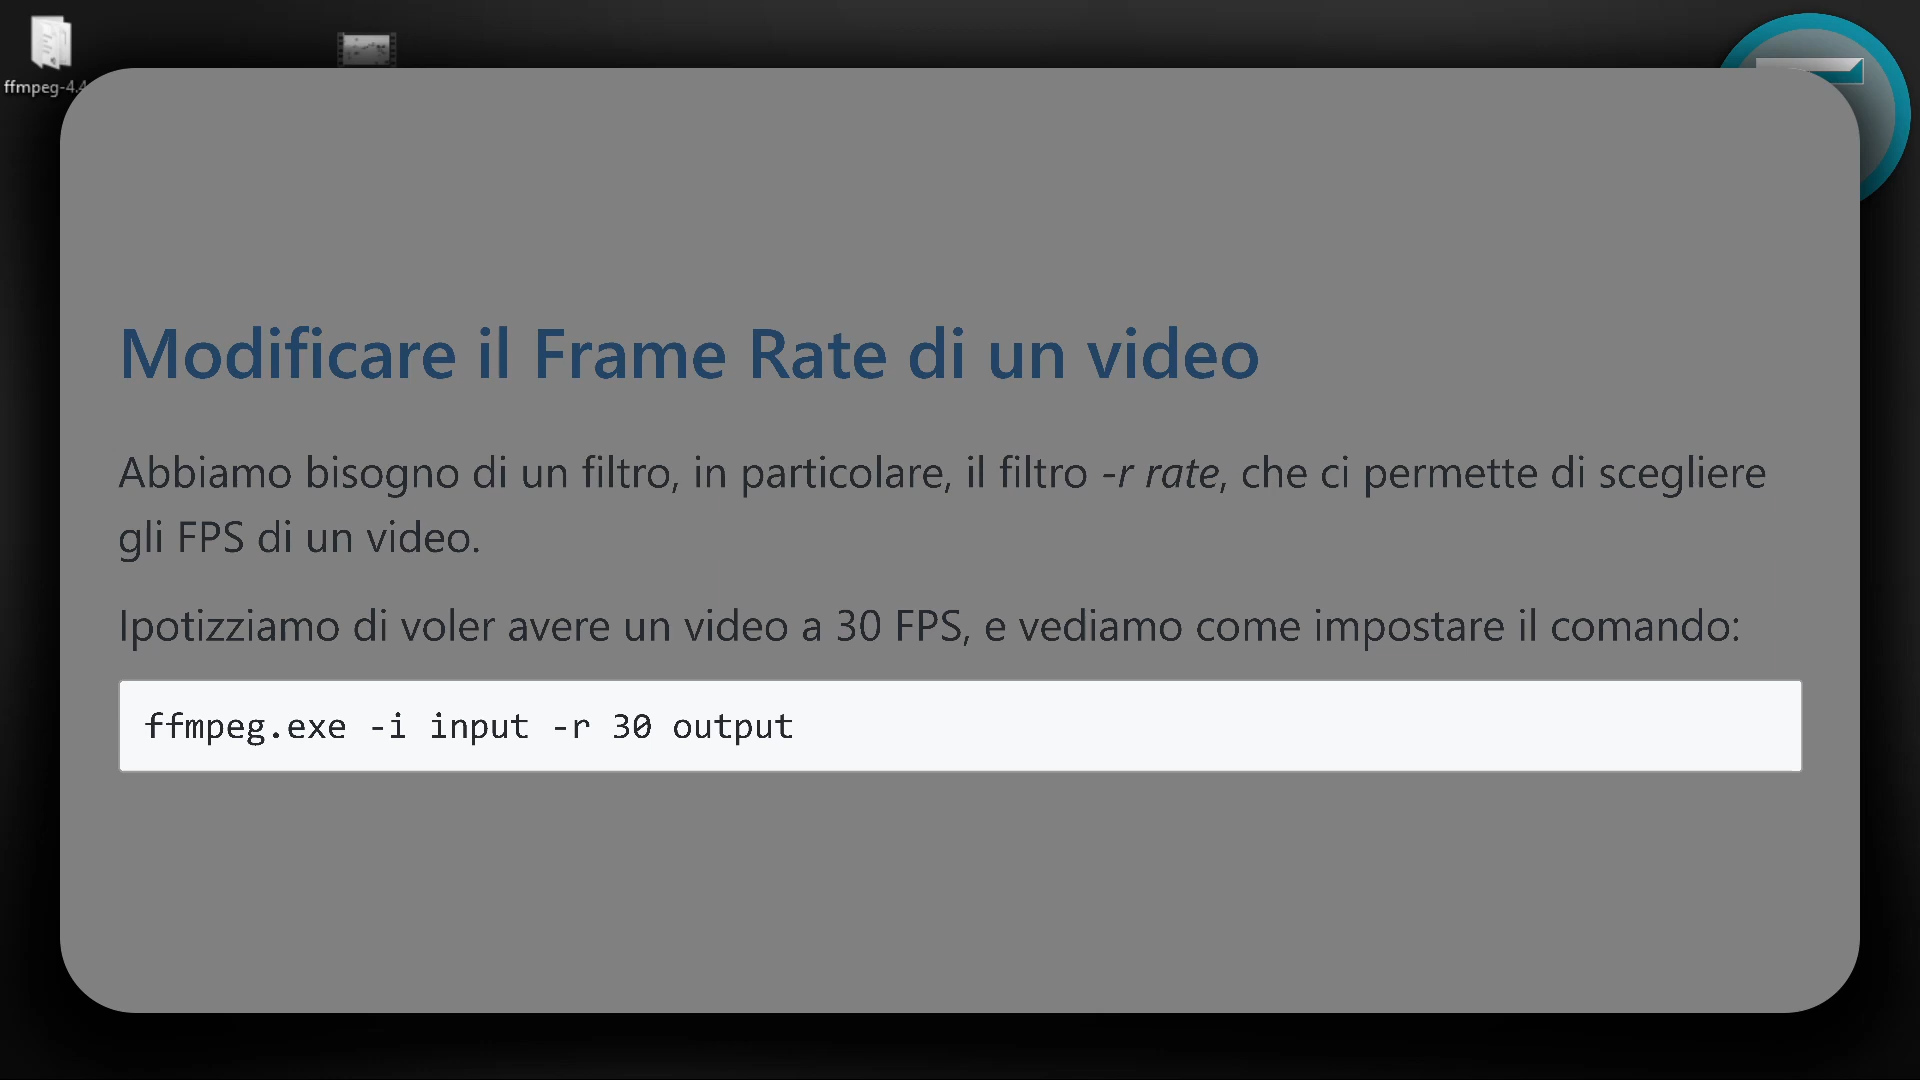 ffmpeg-4.4
Modificare il Frame Rate di un video
Abbiamo bisogno di un filtro, in particolare, il filtro -r rate, che ci permette di scegliere
gli FPS di un video.
Ipotizziamo di voler avere un video a 30 FPS, e vediamo come impostare il comando:
ffmpeg.exe -i input -r 30 output